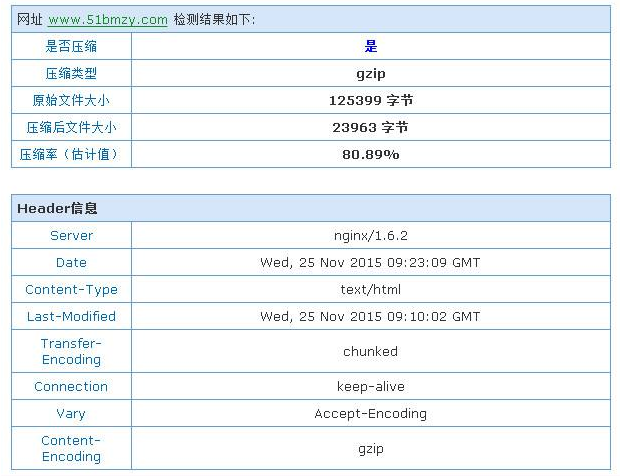 网址 www.51bmzy.com 检测结果如下:
是否压缩 是
压缩类型 gzip
原始文件大小 125399 字节
压缩后文件大小 23963 字节
压缩率（估计值） 80.89%
Header信息
Server nginx/1.6.2
Date Wed, 25 Nov 2015 09:23:09 GMT
Content-Type text/html
Last-Modified Wed, 25 Nov 2015 09:10:02 GMT
Transfer-
Encoding chunked
Connection keep-alive
Vary Accept-Encoding
Content-
Encoding gzip